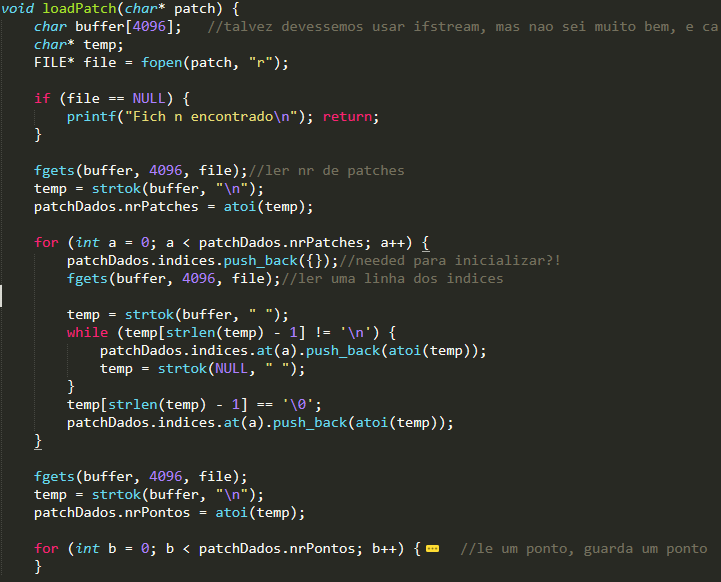 void loadPatch(char* patch) {
    char buffer[4096];   //talvez devessemos usar ifstream, mas nao sei muito bem, e ca
    char* temp;
    FILE* file = fopen(patch, "r");

    if (file == NULL) {
        printf("Fich n encontrado\n"); return;
    }

    fgets(buffer, 4096, file);//ler nr de patches
    temp = strtok(buffer, "\n");
    patchDados.nrPatches = atoi(temp);

    for (int a = 0; a < patchDados.nrPatches; a++) {
        patchDados.indices.push_back({});//needed para inicializar?!
        fgets(buffer, 4096, file);//ler uma linha dos indices

        temp = strtok(buffer, " ");
        while (temp[strlen(temp) - 1] != '\n') {
            patchDados.indices.at(a).push_back(atoi(temp));
            temp = strtok(NULL, " ");
        }
        temp[strlen(temp) - 1] == '\0';
        patchDados.indices.at(a).push_back(atoi(temp));
    }

    fgets(buffer, 4096, file);
    temp = strtok(buffer, "\n");
    patchDados.nrPontos = atoi(temp);

    for (int b = 0; b < patchDados.nrPontos; b++) {   //le um ponto, guarda um ponto
    }